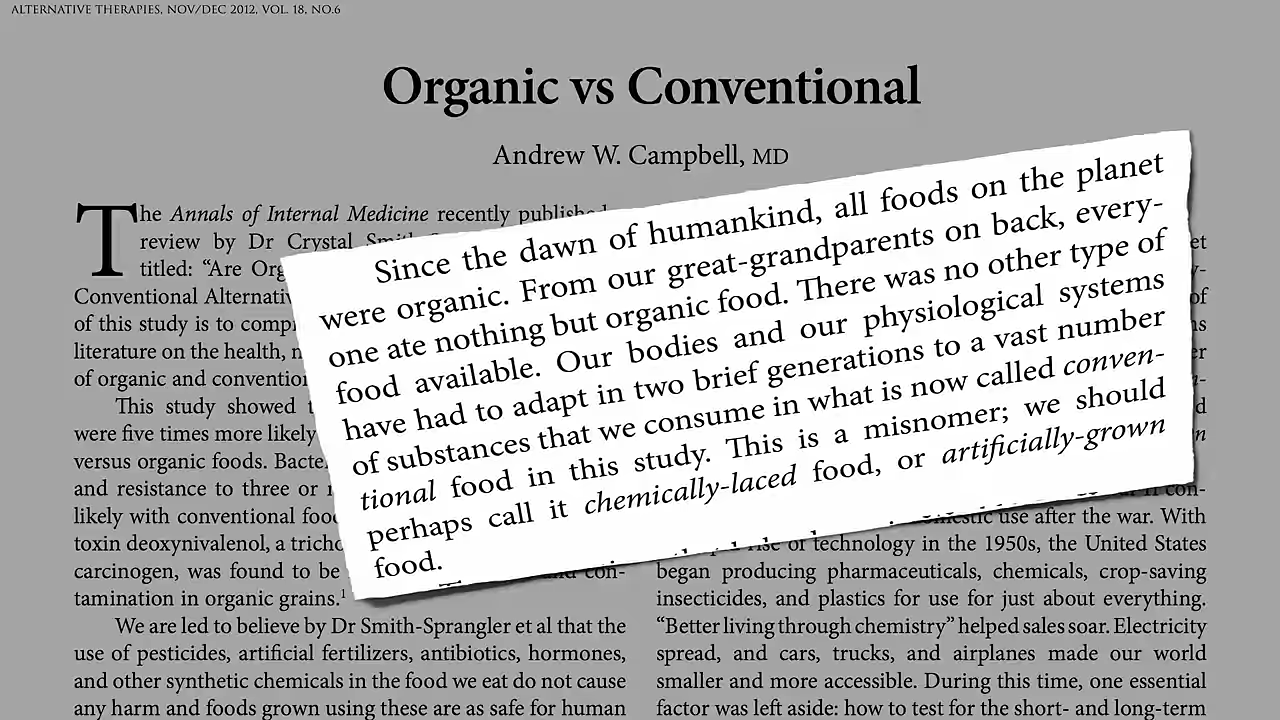 ALTERNATIVE THERAPIES, NOV/DEC 2012, VOL. 18, NO.6
Organic vs Conventional
Andrew W. Campbell, MD
The Annals of Internal Medicine recently published
review by Dr Crystal
titled: “Are
Conventional
of this study is to
literature on the health,
of organic and
This study showed
were five times more likely
versus organic foods.
and resistance to three or
likely with conventional
toxin deoxynivalenol, a
carcinogen, was found to be
and con-
tamination in organic grains.1
We are led to believe by Dr Smith-Sprangler et al that the
use of pesticides, artificial fertilizers, antibiotics, hormones,
and other synthetic chemicals in the food we eat do not cause
any harm and foods grown using these are as safe for human
Since the dawn of humankind, all foods on the planet
were organic. From our great-grandparents on back, every-
one ate nothing but organic food. There was no other type of
food available. Our bodies and our physiological systems
have had to adapt in two brief generations to a vast number
of substances that we consume in what is now called conven-
tional food in this study. This is a misnomer; we should
perhaps call it chemically-laced food, or artificially-grown
food.
con-
use after the war. With
of technology in the 1950s, the United States
began producing pharmaceuticals, chemicals, crop-saving
insecticides, and plastics for use for just about everything.
“Better living through chemistry” helped sales soar. Electricity
spread, and cars, trucks, and airplanes made our world
smaller and more accessible. During this time, one essential
factor was left aside: how to test for the short- and long-term